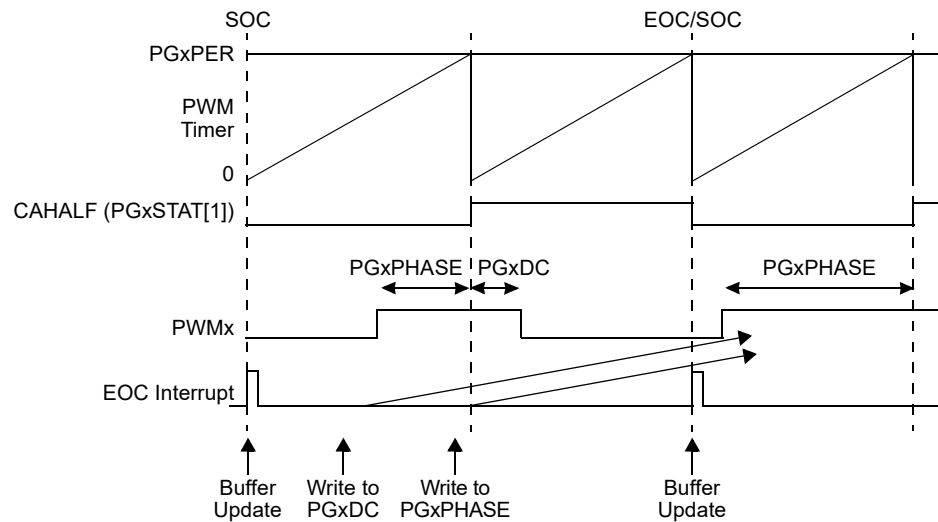 SOC
EOC/SOC
PGxPER
PWM
Timer
0
CAHALF (PGxSTAT[1])
PGxPHASE
PGxDC
PGxPHASE
PWMx
EOC Interrupt
Buffer
Update
Write to
PGxDC
Write to
PGxPHASE
Buffer
Update